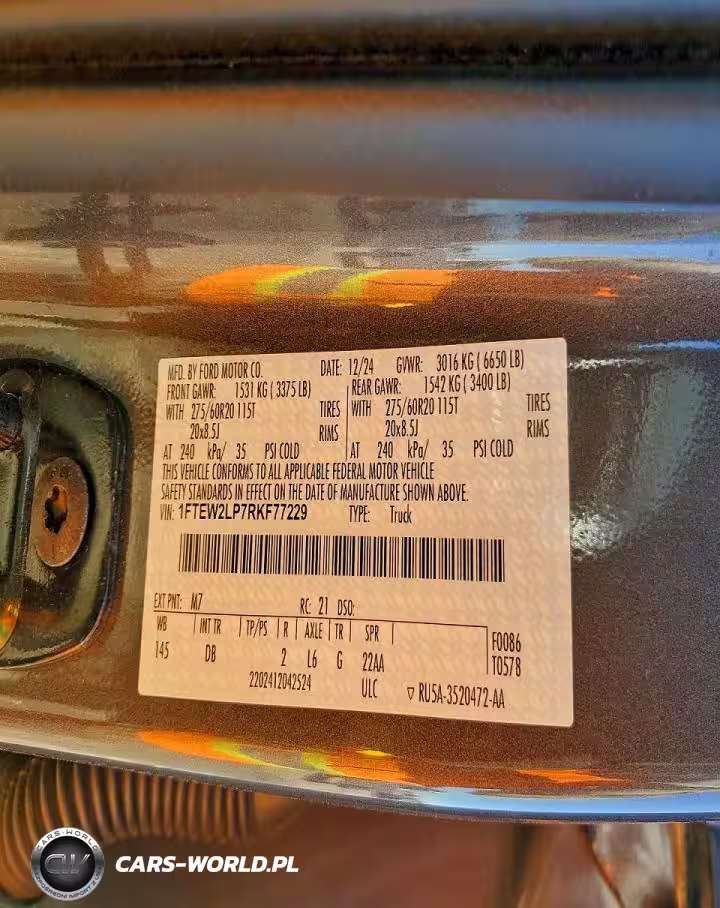 MFD. BY FORD MOTOR CO. DATE: 12/24 GVWR: 3016 KG ( 6650 LB)
FRONT GAWR: 1531 KG ( 3375 LB) REAR GAWR: 1542 KG ( 3400 LB)
WITH 275/60R20 115T TIRES WITH 275/60R20 115T TIRES
20x8.5J RIMS 20x8.5J RIMS
AT 240 kPa/ 35 PSI COLD AT 240 kPa/ 35 PSI COLD
THIS VEHICLE CONFORMS TO ALL APPLICABLE FEDERAL MOTOR VEHICLE
SAFETY STANDARDS IN EFFECT ON THE DATE OF MANUFACTURE SHOWN ABOVE.
VIN: 1FTEW2LP7RKF77229 TYPE: Truck
EXT PNT: M7 RC: 21 DSO:
WB INT TR TP/PS R AXLE TR SPR F0086
145 DB 2 L6 G 22AA T0578
2202412042524 ULC ▽ RU5A-3520472-AA
CARS-WORLD
CW
CARS-WORLD.PL